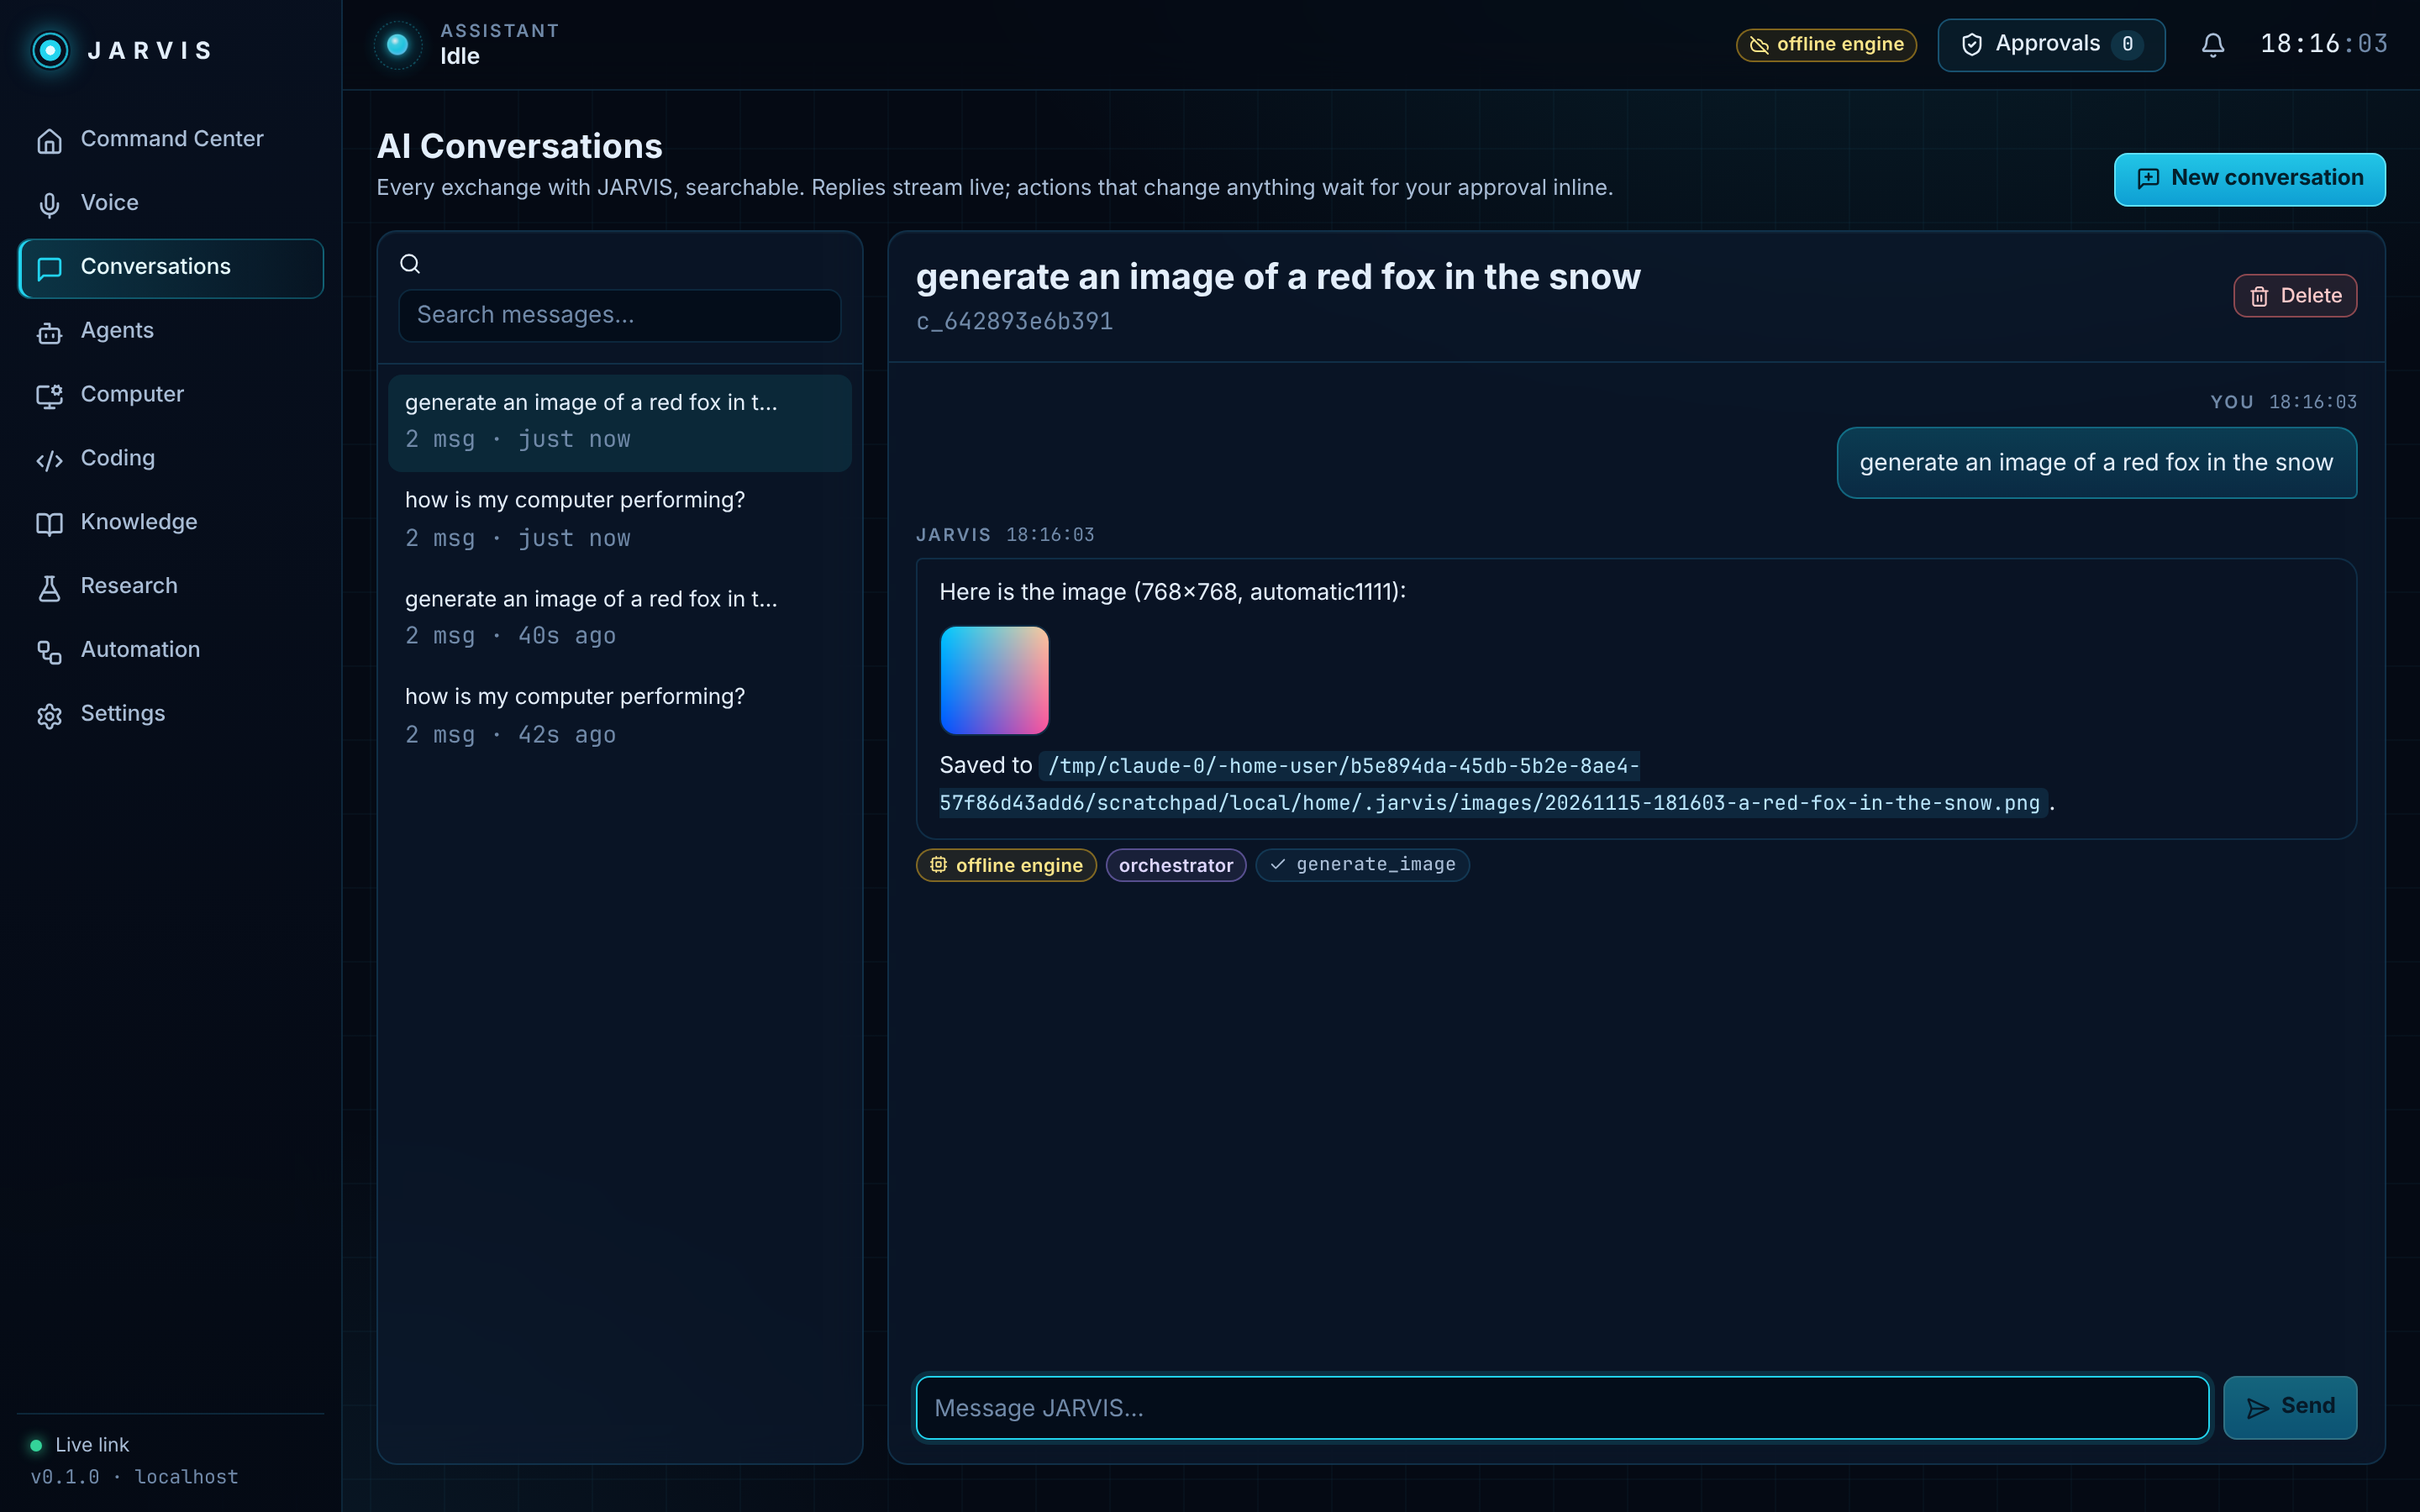 JARVIS
Command Center
Voice
Conversations
Agents
Computer
Coding
Knowledge
Research
Automation
Settings
Live link
v0.1.0 · localhost
ASSISTANT
Idle
offline engine
Approvals 0
18:16:03
AI Conversations
Every exchange with JARVIS, searchable. Replies stream live; actions that change anything wait for your approval inline.
New conversation
Search messages...
generate an image of a red fox in t...
2 msg · just now
how is my computer performing?
2 msg · just now
generate an image of a red fox in t...
2 msg · 40s ago
how is my computer performing?
2 msg · 42s ago
generate an image of a red fox in the snow
c_642893e6b391
Delete
YOU 18:16:03
generate an image of a red fox in the snow
JARVIS 18:16:03
Here is the image (768×768, automatic1111):
Saved to /tmp/claude-0/-home-user/b5e894da-45db-5b2e-8ae4-
57f86d43add6/scratchpad/local/home/.jarvis/images/20261115-181603-a-red-fox-in-the-snow.png .
offline engine
orchestrator
generate_image
Message JARVIS...
Send